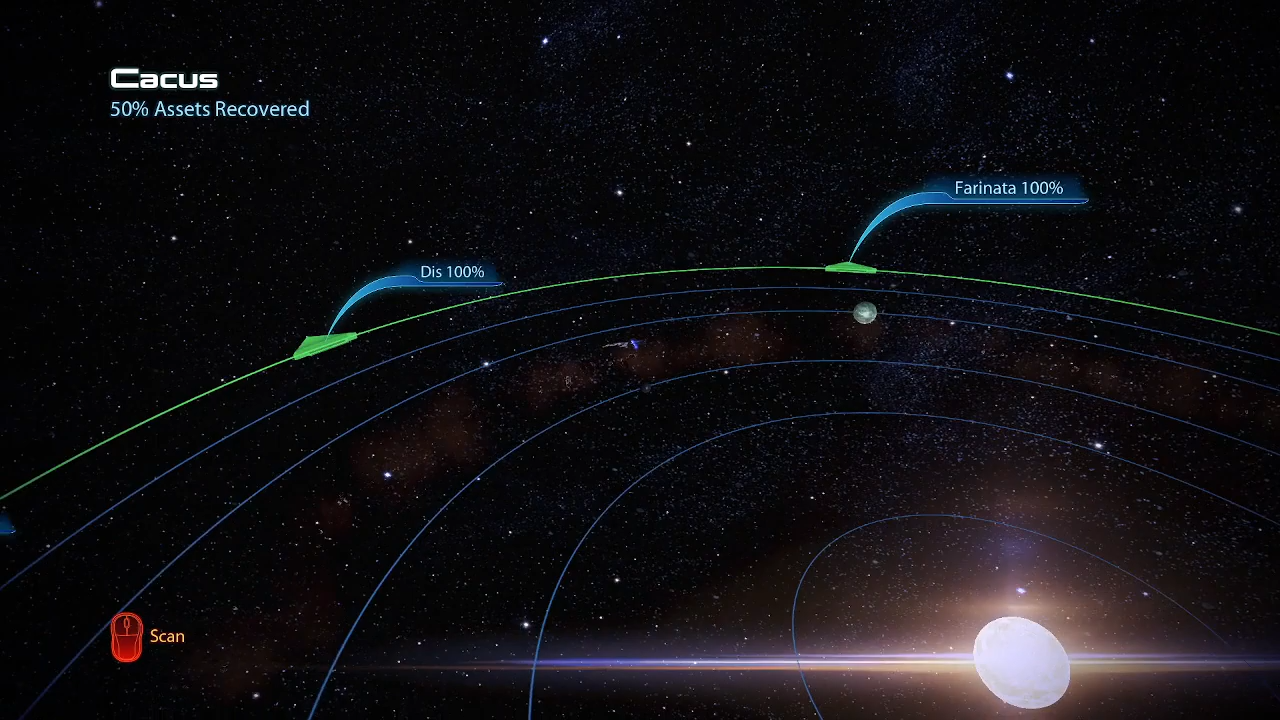 Cacus
50% Assets Recovered
Farinata 100%
Dis 100%
Scan